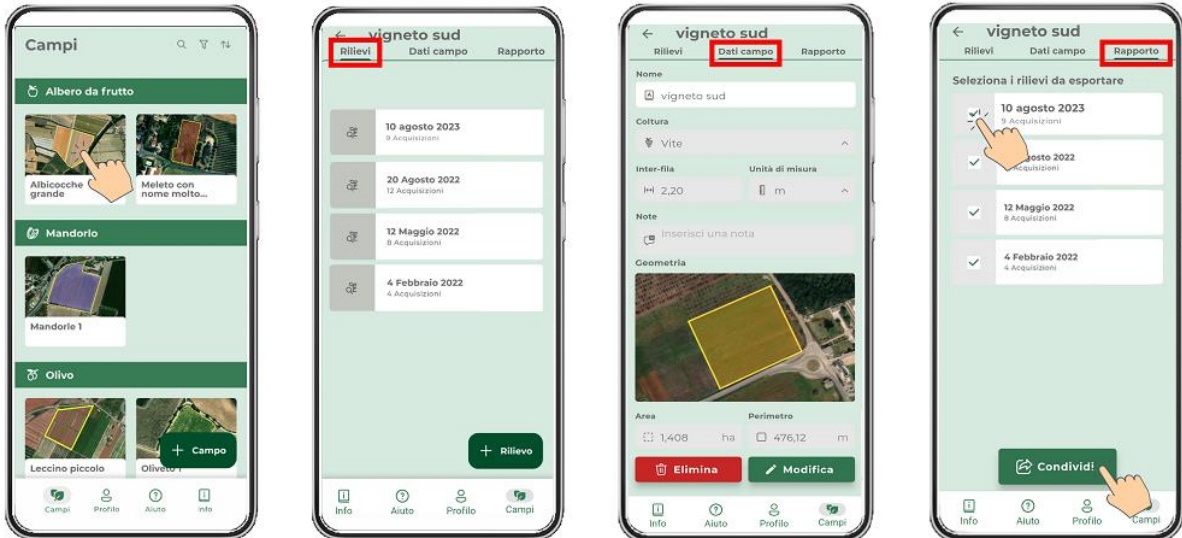 Campi
Albero da frutto
Albicocche
grande
Meleto con
nome molto...
Mandorlo
Mandorle 1
Olivo
Leccino piccolo
+ Campo
Campi
Profilo
Aiuto
Info
vigneto sud
Rilievi
Dati campo
Rapporto
10 agosto 2023
9 Acquisizioni
20 Agosto 2022
12 Acquisizioni
12 Maggio 2022
8 Acquisizioni
4 Febbraio 2022
4 Acquisizioni
+ Rilievo
Info
Aiuto
Profilo
Campi
vigneto sud
Rilievi
Dati campo
Rapporto
Nome
vigneto sud
Coltura
Vite
Inter-fila
Unità di misura
2,20
m
Note
Inserisci una nota
Geometria
Area
Perimetro
1,408 ha
476,12 m
Elimina
Modifica
Info
Aiuto
Profilo
Campi
vigneto sud
Rilievi
Dati campo
Rapporto
Seleziona i rilievi da esportare
10 agosto 2023
9 Acquisizioni
agosto 2022
Acquisizioni
12 Maggio 2022
8 Acquisizioni
4 Febbraio 2022
4 Acquisizioni
Condividi
Info
Aiuto
Profilo
Campi